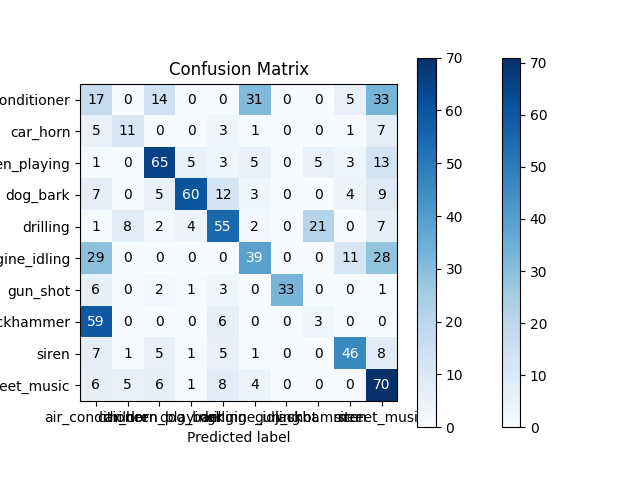 Confusion Matrix
onditioner 17 0 14 0 0 31 0 0 5 33
car_horn 5 11 0 0 3 1 0 0 1 7
en_playing 1 0 65 5 3 5 0 5 3 13
dog_bark 7 0 5 60 12 3 0 0 4 9
drilling 1 8 2 4 55 2 0 21 0 7
gine_idling 29 0 0 0 0 39 0 0 11 28
gun_shot 6 0 2 1 3 0 33 0 0 1
ckhammer 59 0 0 0 6 0 0 3 0 0
siren 7 1 5 1 5 1 0 0 46 8
eet_music 6 5 6 1 8 4 0 0 0 70
Predicted label
70
60
50
40
30
20
10
0
70
60
50
40
30
20
10
0